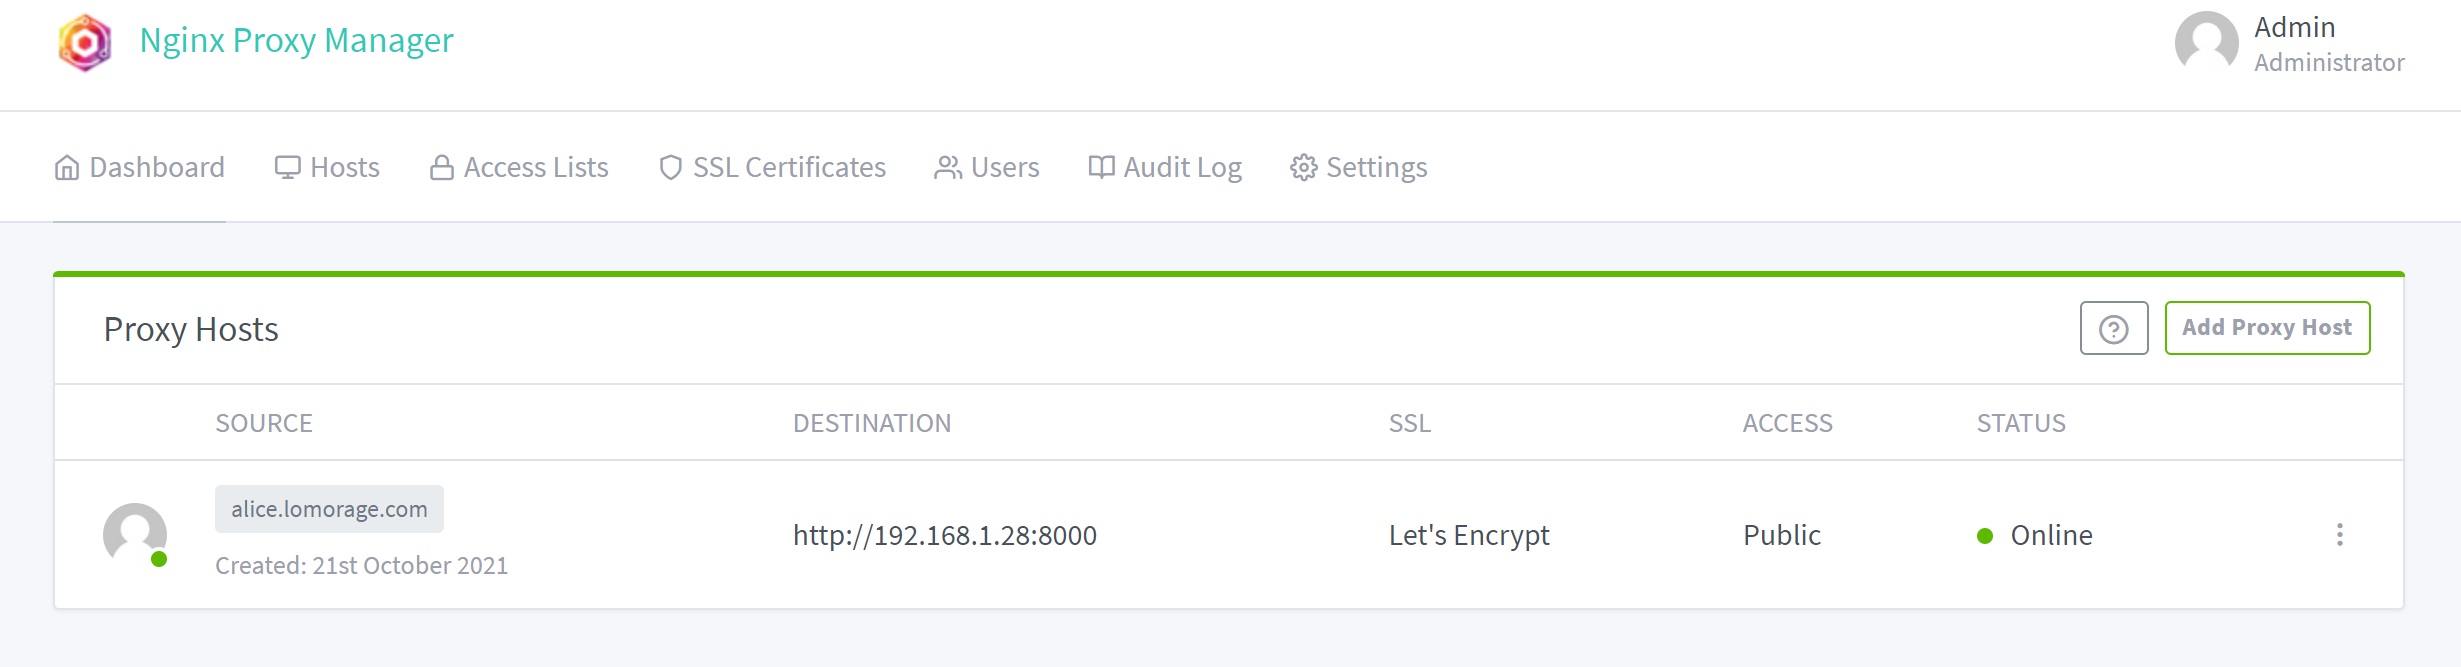 Nginx Proxy Manager
Admin
Administrator
Dashboard Hosts Access Lists SSL Certificates Users Audit Log Settings
Proxy Hosts
Add Proxy Host
SOURCE DESTINATION SSL ACCESS STATUS
alice.lomorage.com
http://192.168.1.28:8000 Let's Encrypt Public Online
Created: 21st October 2021